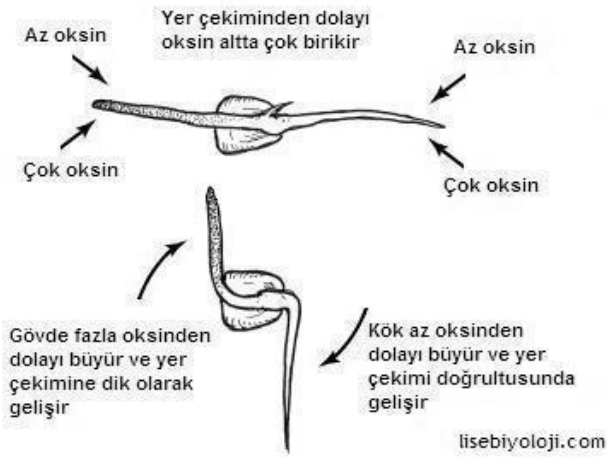 Yer çekiminden dolayı
oksin altta çok birikir
Az oksin
Az oksin
Çok oksin
Çok oksin
Gövde fazla oksinden
dolayı büyür ve yer
çekimine dik olarak
gelişir
Kök az oksinden
dolayı büyür ve yer
çekimi doğrultusunda
gelişir
lisebiyoloji.com